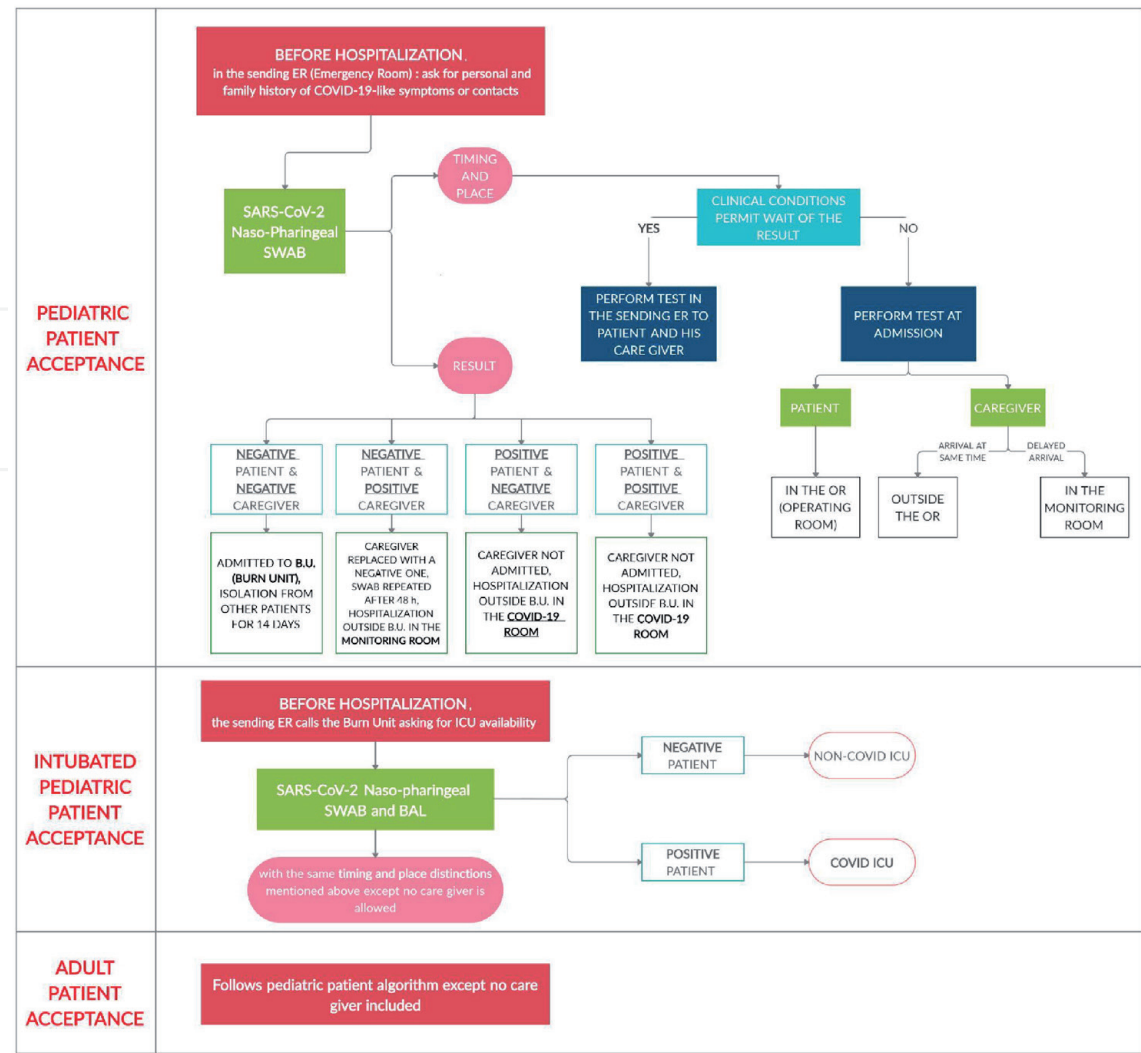 PEDIATRIC
PATIENT
ACCEPTANCE
BEFORE HOSPITALIZATION,
in the sending ER (Emergency Room) : ask for personal and
family history of COVID-19-like symptoms or contacts
SARS-CoV-2
Naso-Pharingeal
SWAB
TIMING
AND
PLACE
CLINICAL CONDITIONS
PERMIT WAIT OF THE
RESULT
YES
NO
PERFORM TEST IN
THE SENDING ER TO
PATIENT AND HIS
CARE GIVER
PERFORM TEST AT
ADMISSION
PATIENT
CAREGIVER
ARRIVAL AT
SAME TIME
DELAYED
ARRIVAL
IN THE OR
(OPERATING
ROOM)
OUTSIDE
THE OR
IN THE
MONITORING
ROOM
RESULT
NEGATIVE
PATIENT &
NEGATIVE
CAREGIVER
NEGATIVE
PATIENT &
POSITIVE
CAREGIVER
POSITIVE
PATIENT &
NEGATIVE
CAREGIVER
POSITIVE
PATIENT &
POSITIVE
CAREGIVER
ADMITTED TO B.U.
(BURN UNIT),
ISOLATION FROM
OTHER PATIENTS
FOR 14 DAYS
CAREGIVER
REPLACED WITH A
NEGATIVE ONE,
SWAB REPEATED
AFTER 48 h,
HOSPITALIZATION
OUTSIDE B.U. IN THE
MONITORING ROOM
CAREGIVER NOT
ADMITTED,
HOSPITALIZATION
OUTSIDE B.U. IN
THE COVID-19
ROOM
CAREGIVER NOT
ADMITTED,
HOSPITALIZATION
OUTSIDE B.U. IN
THE COVID-19
ROOM
INTUBATED
PEDIATRIC
PATIENT
ACCEPTANCE
BEFORE HOSPITALIZATION,
the sending ER calls the Burn Unit asking for ICU availability
SARS-CoV-2 Naso-pharingeal
SWAB and BAL
with the same timing and place distinctions
mentioned above except no care giver is
allowed
NEGATIVE
PATIENT
NON-COVID ICU
POSITIVE
PATIENT
COVID ICU
ADULT
PATIENT
ACCEPTANCE
Follows pediatric patient algorithm except no care
giver included